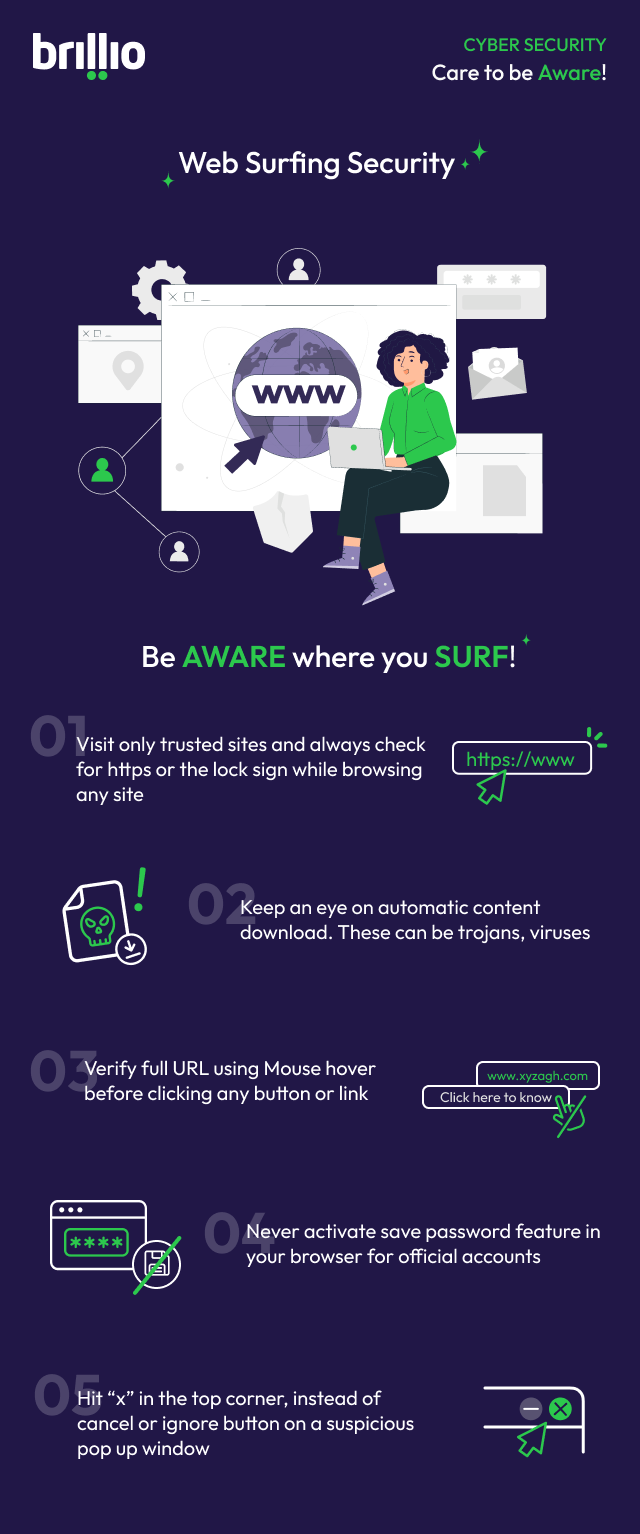 brillio
CYBER SECURITY
Care to be Aware!
Web Surfing Security
www
Be AWARE where you SURF!
01
Visit only trusted sites and always check
for https or the lock sign while browsing
any site
https://www
02
Keep an eye on automatic content
download. These can be trojans, viruses
03
Verify full URL using Mouse hover
before clicking any button or link
www.xyzagh.com
Click here to know
04
Never activate save password feature in
your browser for official accounts
****
05
Hit “x” in the top corner, instead of
cancel or ignore button on a suspicious
pop up window